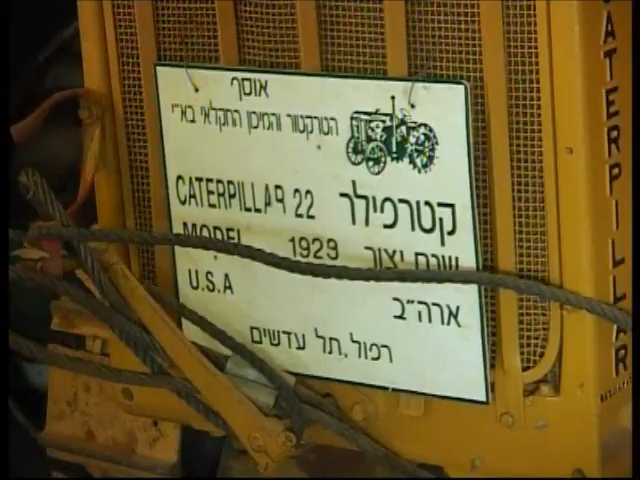 אוסף
הטרקטור והמיכון החקלאי בא״י
CATERPILLAR 22 קטרפילר
MODEL 1929 שנת יצור
U.S.A ארה״ב
רפול.תל עדשים
CATERPILLAR